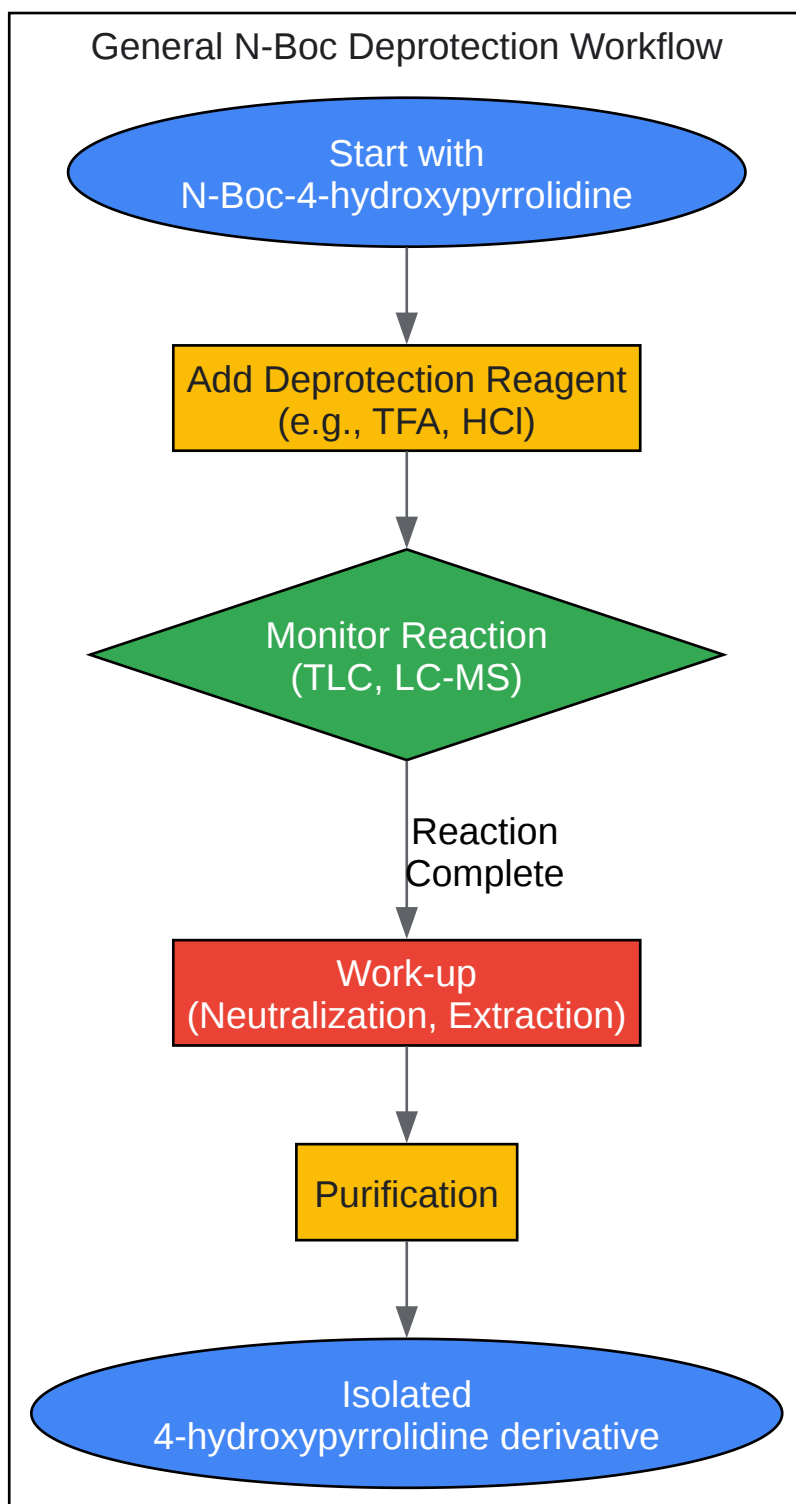 General N-Boc Deprotection Workflow
Start with
N-Boc-4-hydroxypyrrolidine
Add Deprotection Reagent
(e.g., TFA, HCl)
Monitor Reaction
(TLC, LC-MS)
Reaction
Complete
Work-up
(Neutralization, Extraction)
Purification
Isolated
4-hydroxypyrrolidine derivative